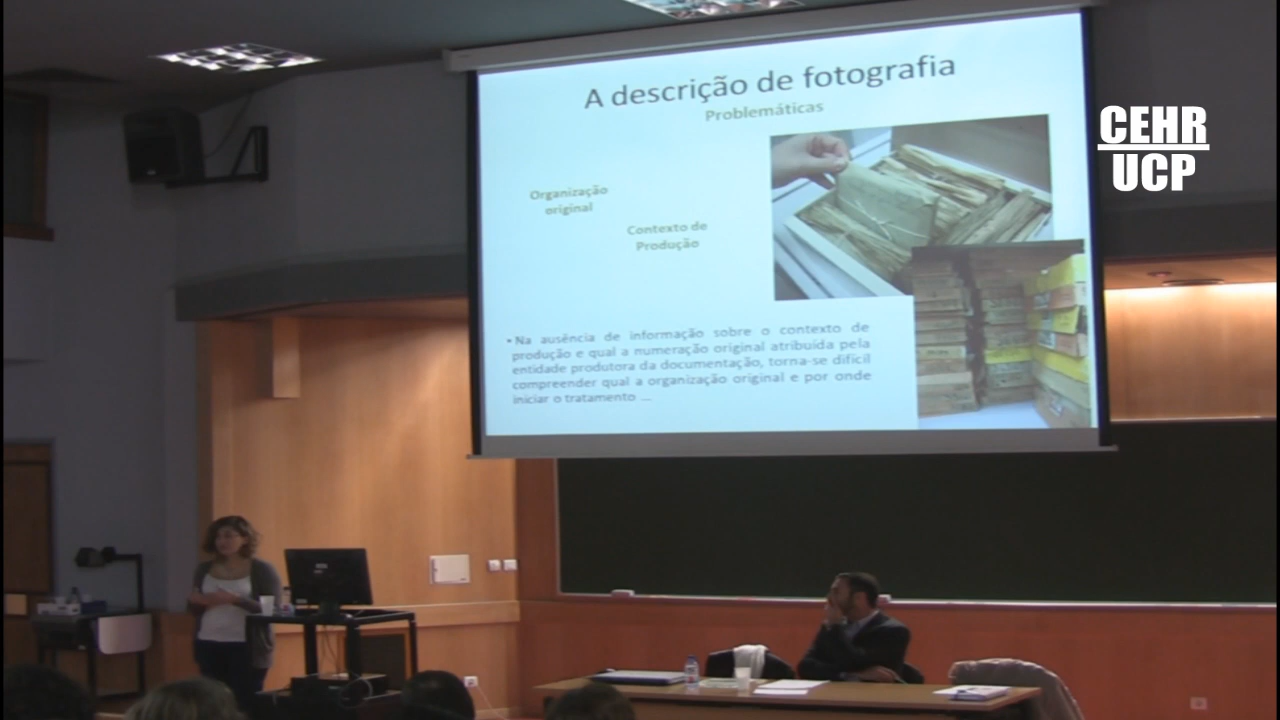 A descrição de fotografia
Problemáticas
CEHR
UCP
Organização
original
Contexto de
Produção
• Na ausência de informação sobre o contexto de
produção e qual a numeração original atribuída pela
entidade produtora da documentação, torna-se difícil
compreender qual a organização original e por onde
iniciar o tratamento ...